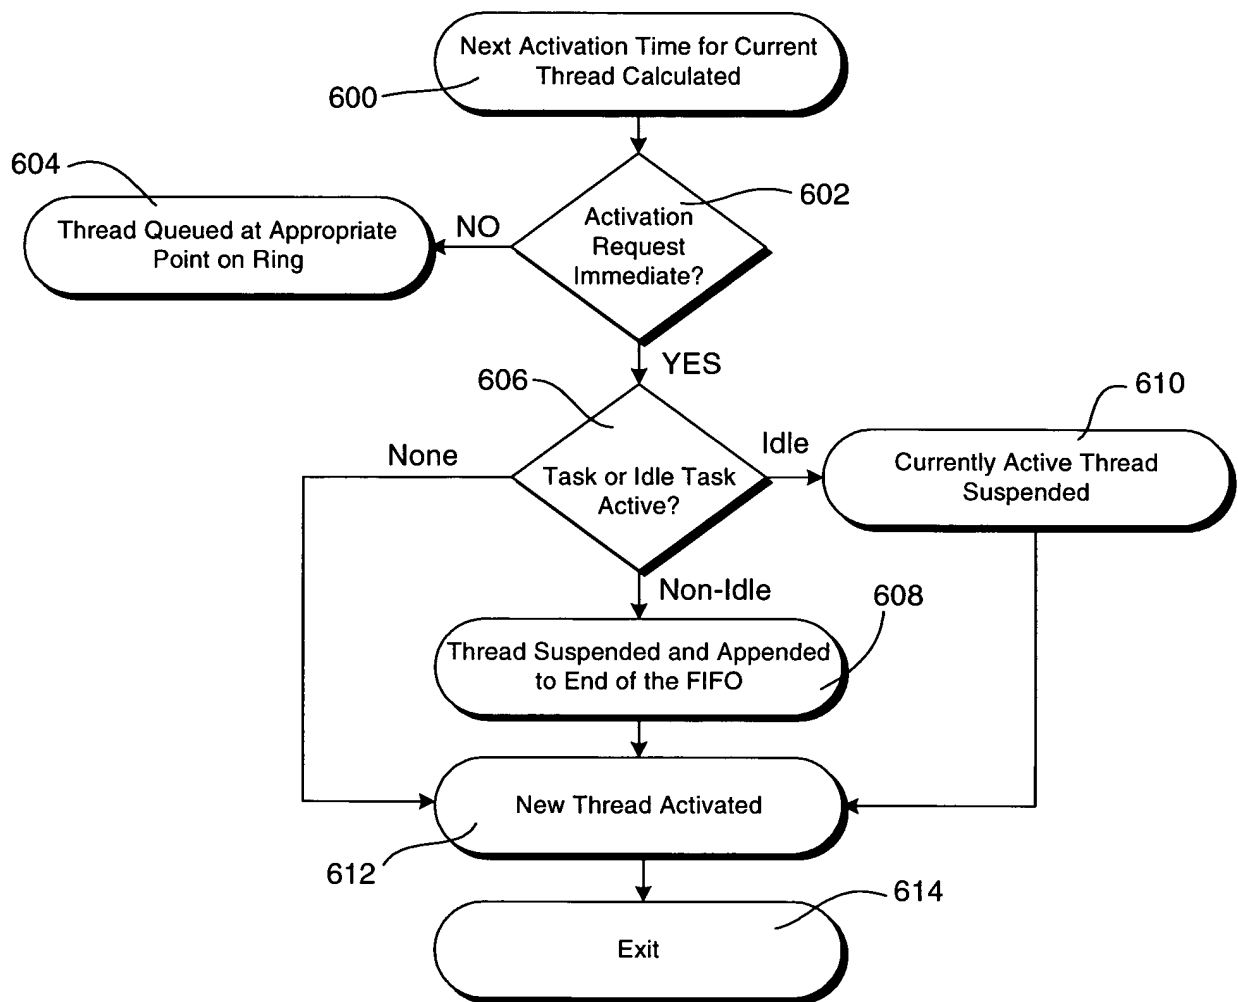 Next Activation Time for Current
Thread Calculated
600
604
602
Thread Queued at Appropriate
Point on Ring
NO
Activation
Request
Immediate?
YES
606
610
None
Idle
Task or Idle Task
Active?
Currently Active Thread
Suspended
Non-Idle
608
Thread Suspended and Appended
to End of the FIFO
New Thread Activated
612
614
Exit